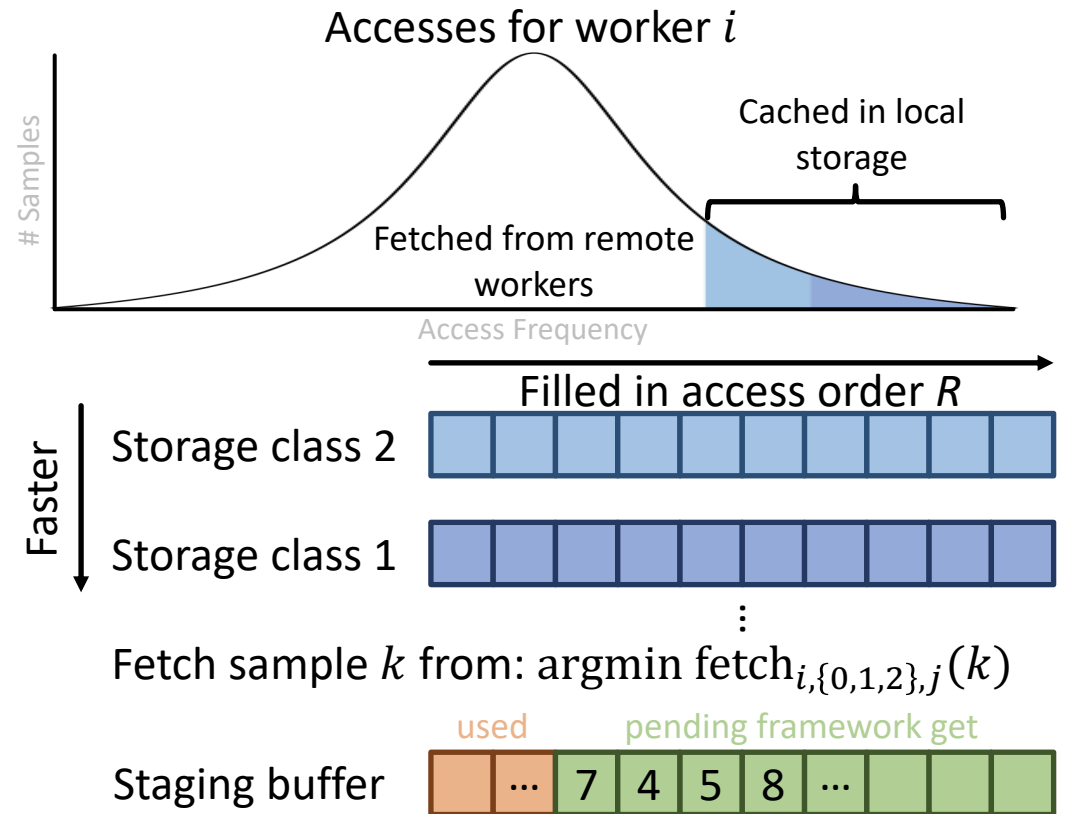 Accesses for worker 𝑖
# Samples
Cached in local
storage
Fetched from remote
workers
Access Frequency
Filled in access order R
Faster
Storage class 2
Storage class 1
⋮
Fetch sample 𝑘 from: argmin fetch𝑖,{0,1,2},𝑗(𝑘)
used
pending framework get
Staging buffer
... 7 4 5 8 ...